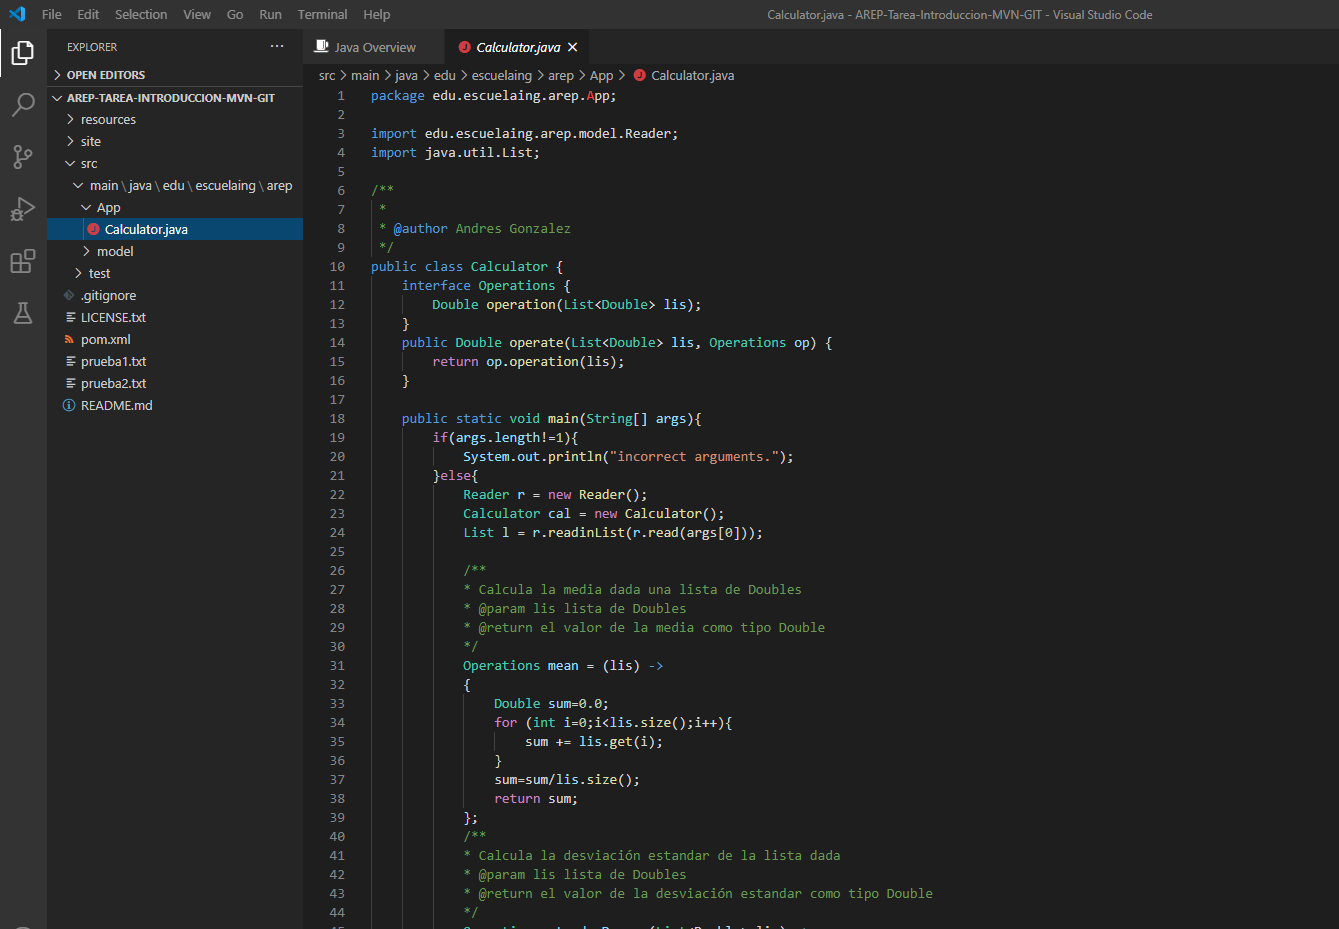 File Edit Selection View Go Run Terminal Help
Calculator.java - AREP-Tarea-Introduccion-MVN-GIT - Visual Studio Code
EXPLORER
OPEN EDITORS
AREP-TAREA-INTRODUCCION-MVN-GIT
resources
site
src
main \ java \ edu \ escuelaing \ arep
App
Calculator.java
model
test
.gitignore
LICENSE.txt
pom.xml
prueba1.txt
prueba2.txt
README.md
Java Overview
Calculator.java
src > main > java > edu > escuelaing > arep > App > Calculator.java
1 package edu.escuelaing.arep.App;
2
3 import edu.escuelaing.arep.model.Reader;
4 import java.util.List;
5
6 /**
7 *
8 * @author Andres Gonzalez
9 */
10 public class Calculator {
11 interface Operations {
12 Double operation(List<Double> lis);
13 }
14 public Double operate(List<Double> lis, Operations op) {
15 return op.operation(lis);
16 }
17
18 public static void main(String[] args){
19 if(args.length!=1){
20 System.out.println("incorrect arguments.");
21 }else{
22 Reader r = new Reader();
23 Calculator cal = new Calculator();
24 List l = r.readinList(r.read(args[0]));
25
26 /**
27 * Calcula la media dada una lista de Doubles
28 * @param lis lista de Doubles
29 * @return el valor de la media como tipo Double
30 */
31 Operations mean = (lis) ->
32 {
33 Double sum=0.0;
34 for (int i=0;i<lis.size();i++){
35 sum += lis.get(i);
36 }
37 sum=sum/lis.size();
38 return sum;
39 };
40 /**
41 * Calcula la desviación estandar de la lista dada
42 * @param lis lista de Doubles
43 * @return el valor de la desviación estandar como tipo Double
44 */